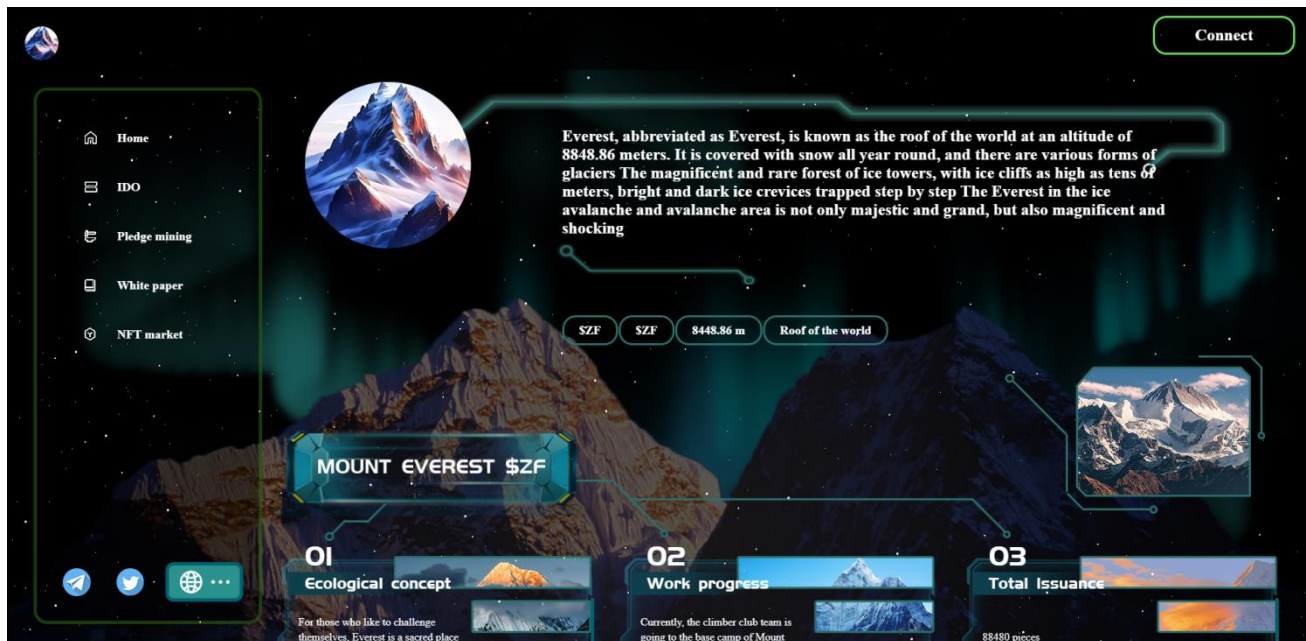 Connect
Home
IDO
Pledge mining
White paper
NFT market
Everest, abbreviated as Everest, is known as the roof of the world at an altitude of
8848.86 meters. It is covered with snow all year round, and there are various forms of
glaciers The magnificent and rare forest of ice towers, with ice cliffs as high as tens of
meters, bright and dark ice crevices trapped step by step The Everest in the ice
avalanche and avalanche area is not only majestic and grand, but also magnificent and
shocking
$ZF
$ZF
8448.86 m
Roof of the world
MOUNT EVEREST $ZF
01
Ecological concept
For those who like to challenge
themselves, Everest is a sacred place
02
Work progress
Currently, the climber club team is
going to the base camp of Mount
03
Total Issuance
88480 pieces